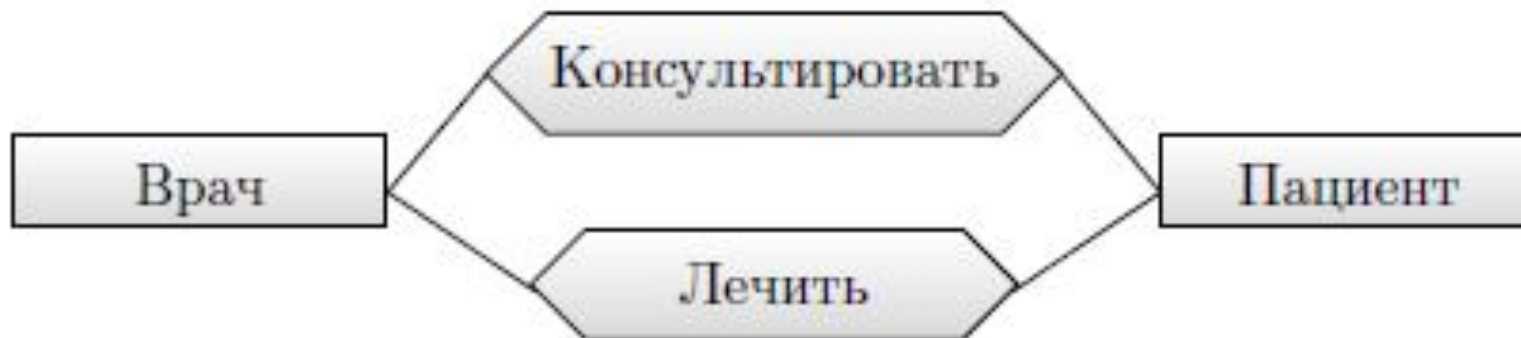 Консультировать
Врач
Пациент
Лечить